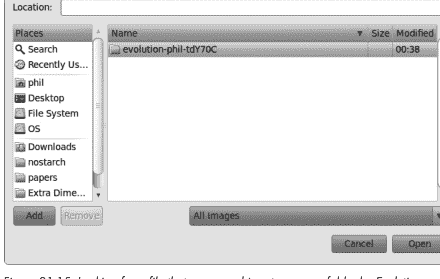 Location:
Places
Name Size Modified
Search
evolution-phil-tdY70C 00:38
Recently Us...
phil
Desktop
File System
OS
Downloads
nostarch
papers
Extra Dime...
Add Remove All Images
Cancel Open